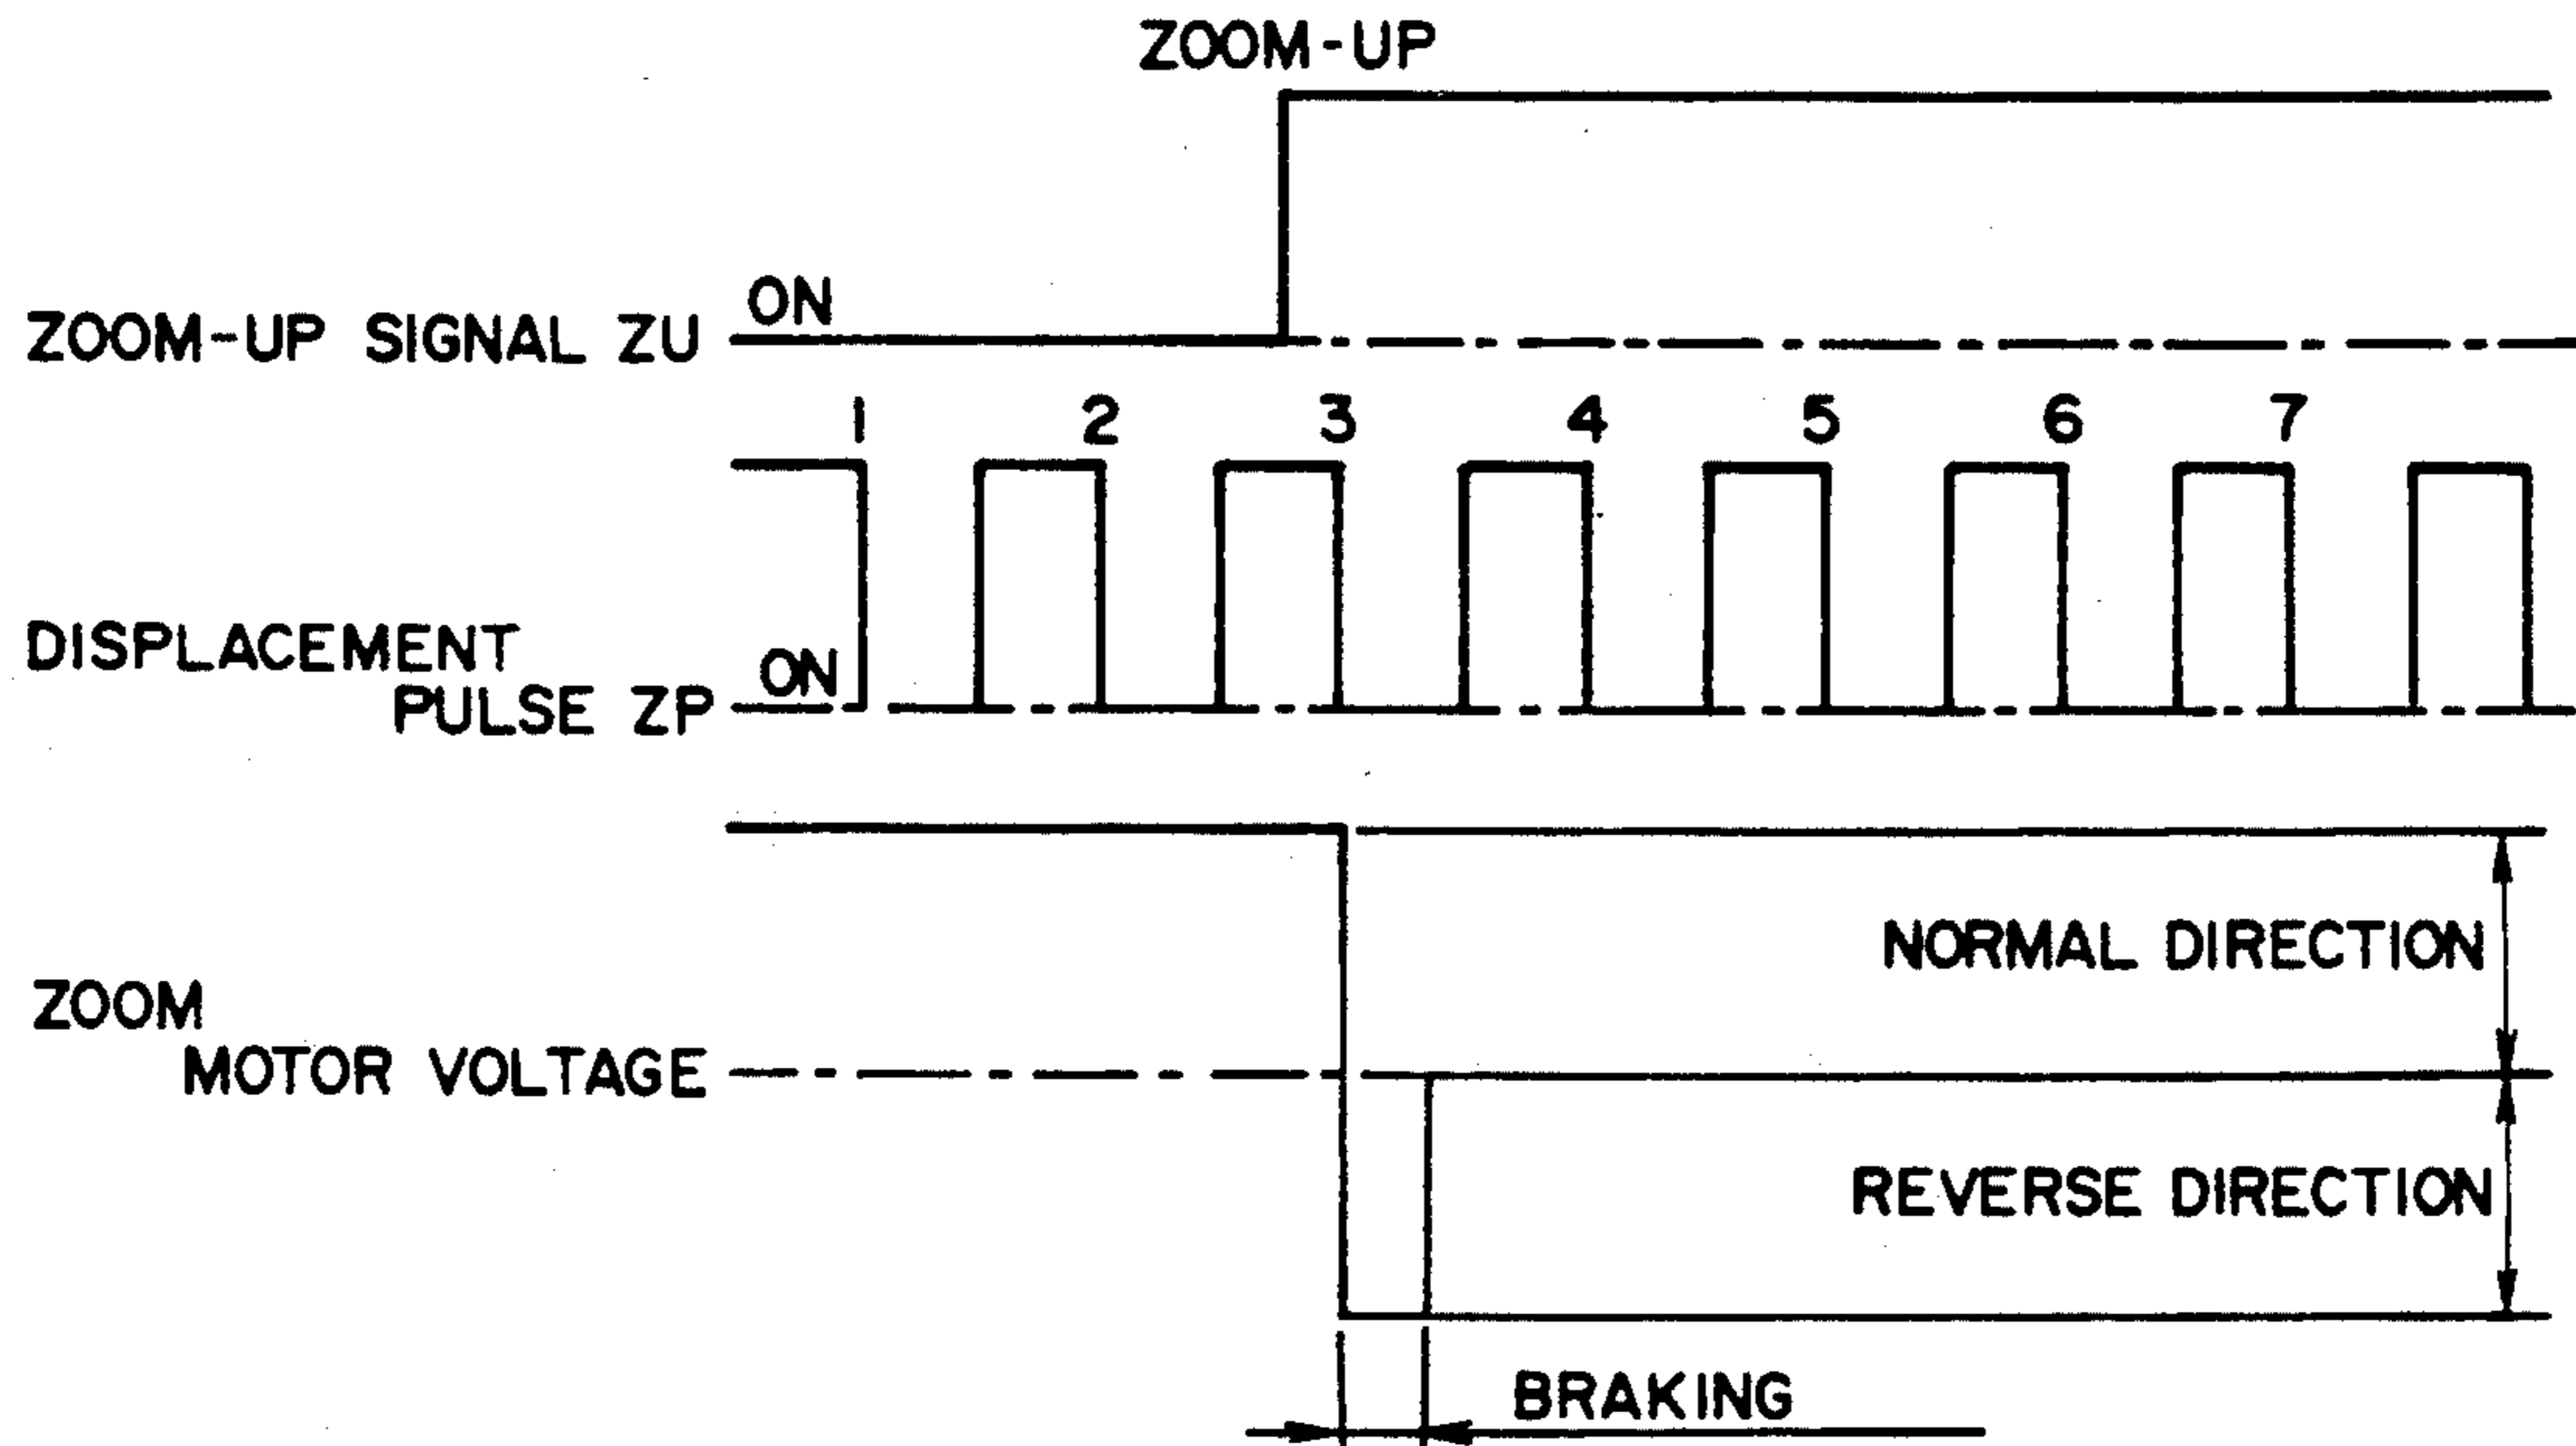 ZOOM-UP
ON
ZOOM-UP SIGNAL ZU
1 2 3 4 5 6 7
DISPLACEMENT
PULSE ZP
ON
NORMAL DIRECTION
ZOOM
MOTOR VOLTAGE
REVERSE DIRECTION
BRAKING